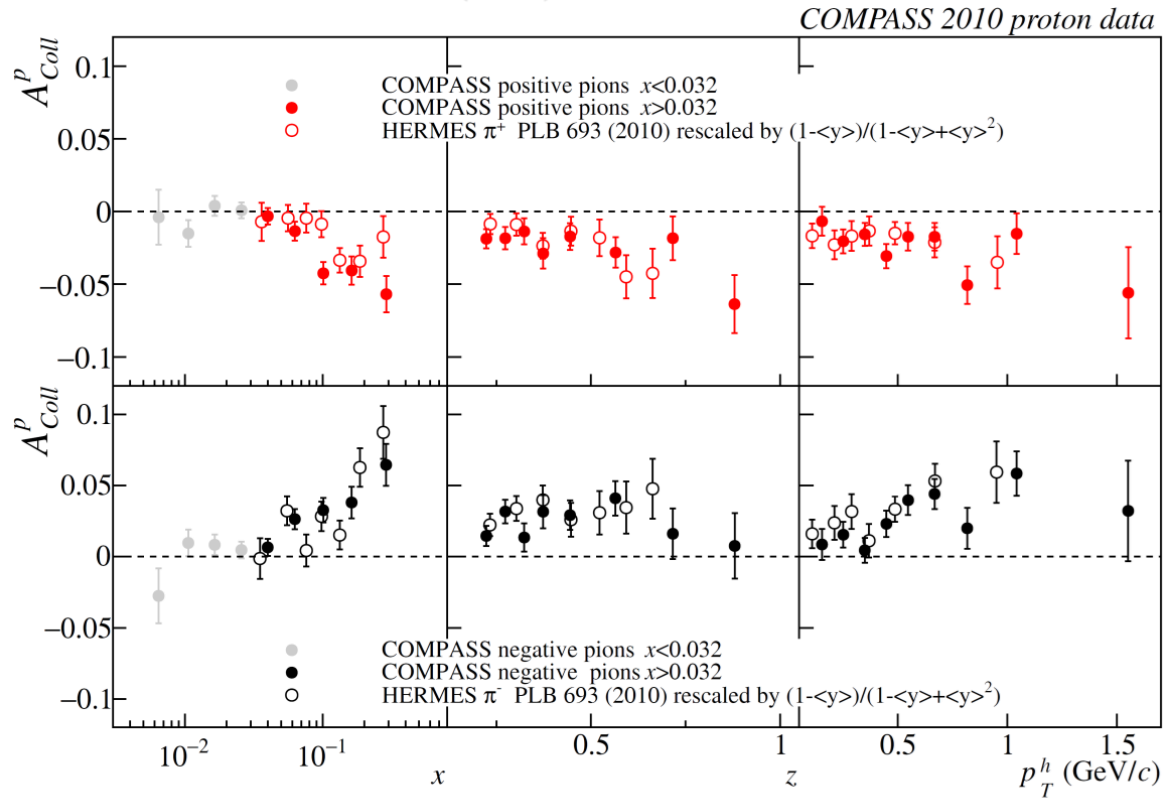 COMPASS 2010 proton data
A^p_Coll
0.1
0.05
0
−0.05
−0.1
COMPASS positive pions x<0.032
COMPASS positive pions x>0.032
HERMES π⁺ PLB 693 (2010) rescaled by (1-<y>)/(1-<y>+<y>²)
A^p_Coll
0.1
0.05
0
−0.05
−0.1
COMPASS negative pions x<0.032
COMPASS negative pions x>0.032
HERMES π⁻ PLB 693 (2010) rescaled by (1-<y>)/(1-<y>+<y>²)
10⁻² 10⁻¹ 0.5 1 0.5 1 1.5
x z p_T^h (GeV/c)